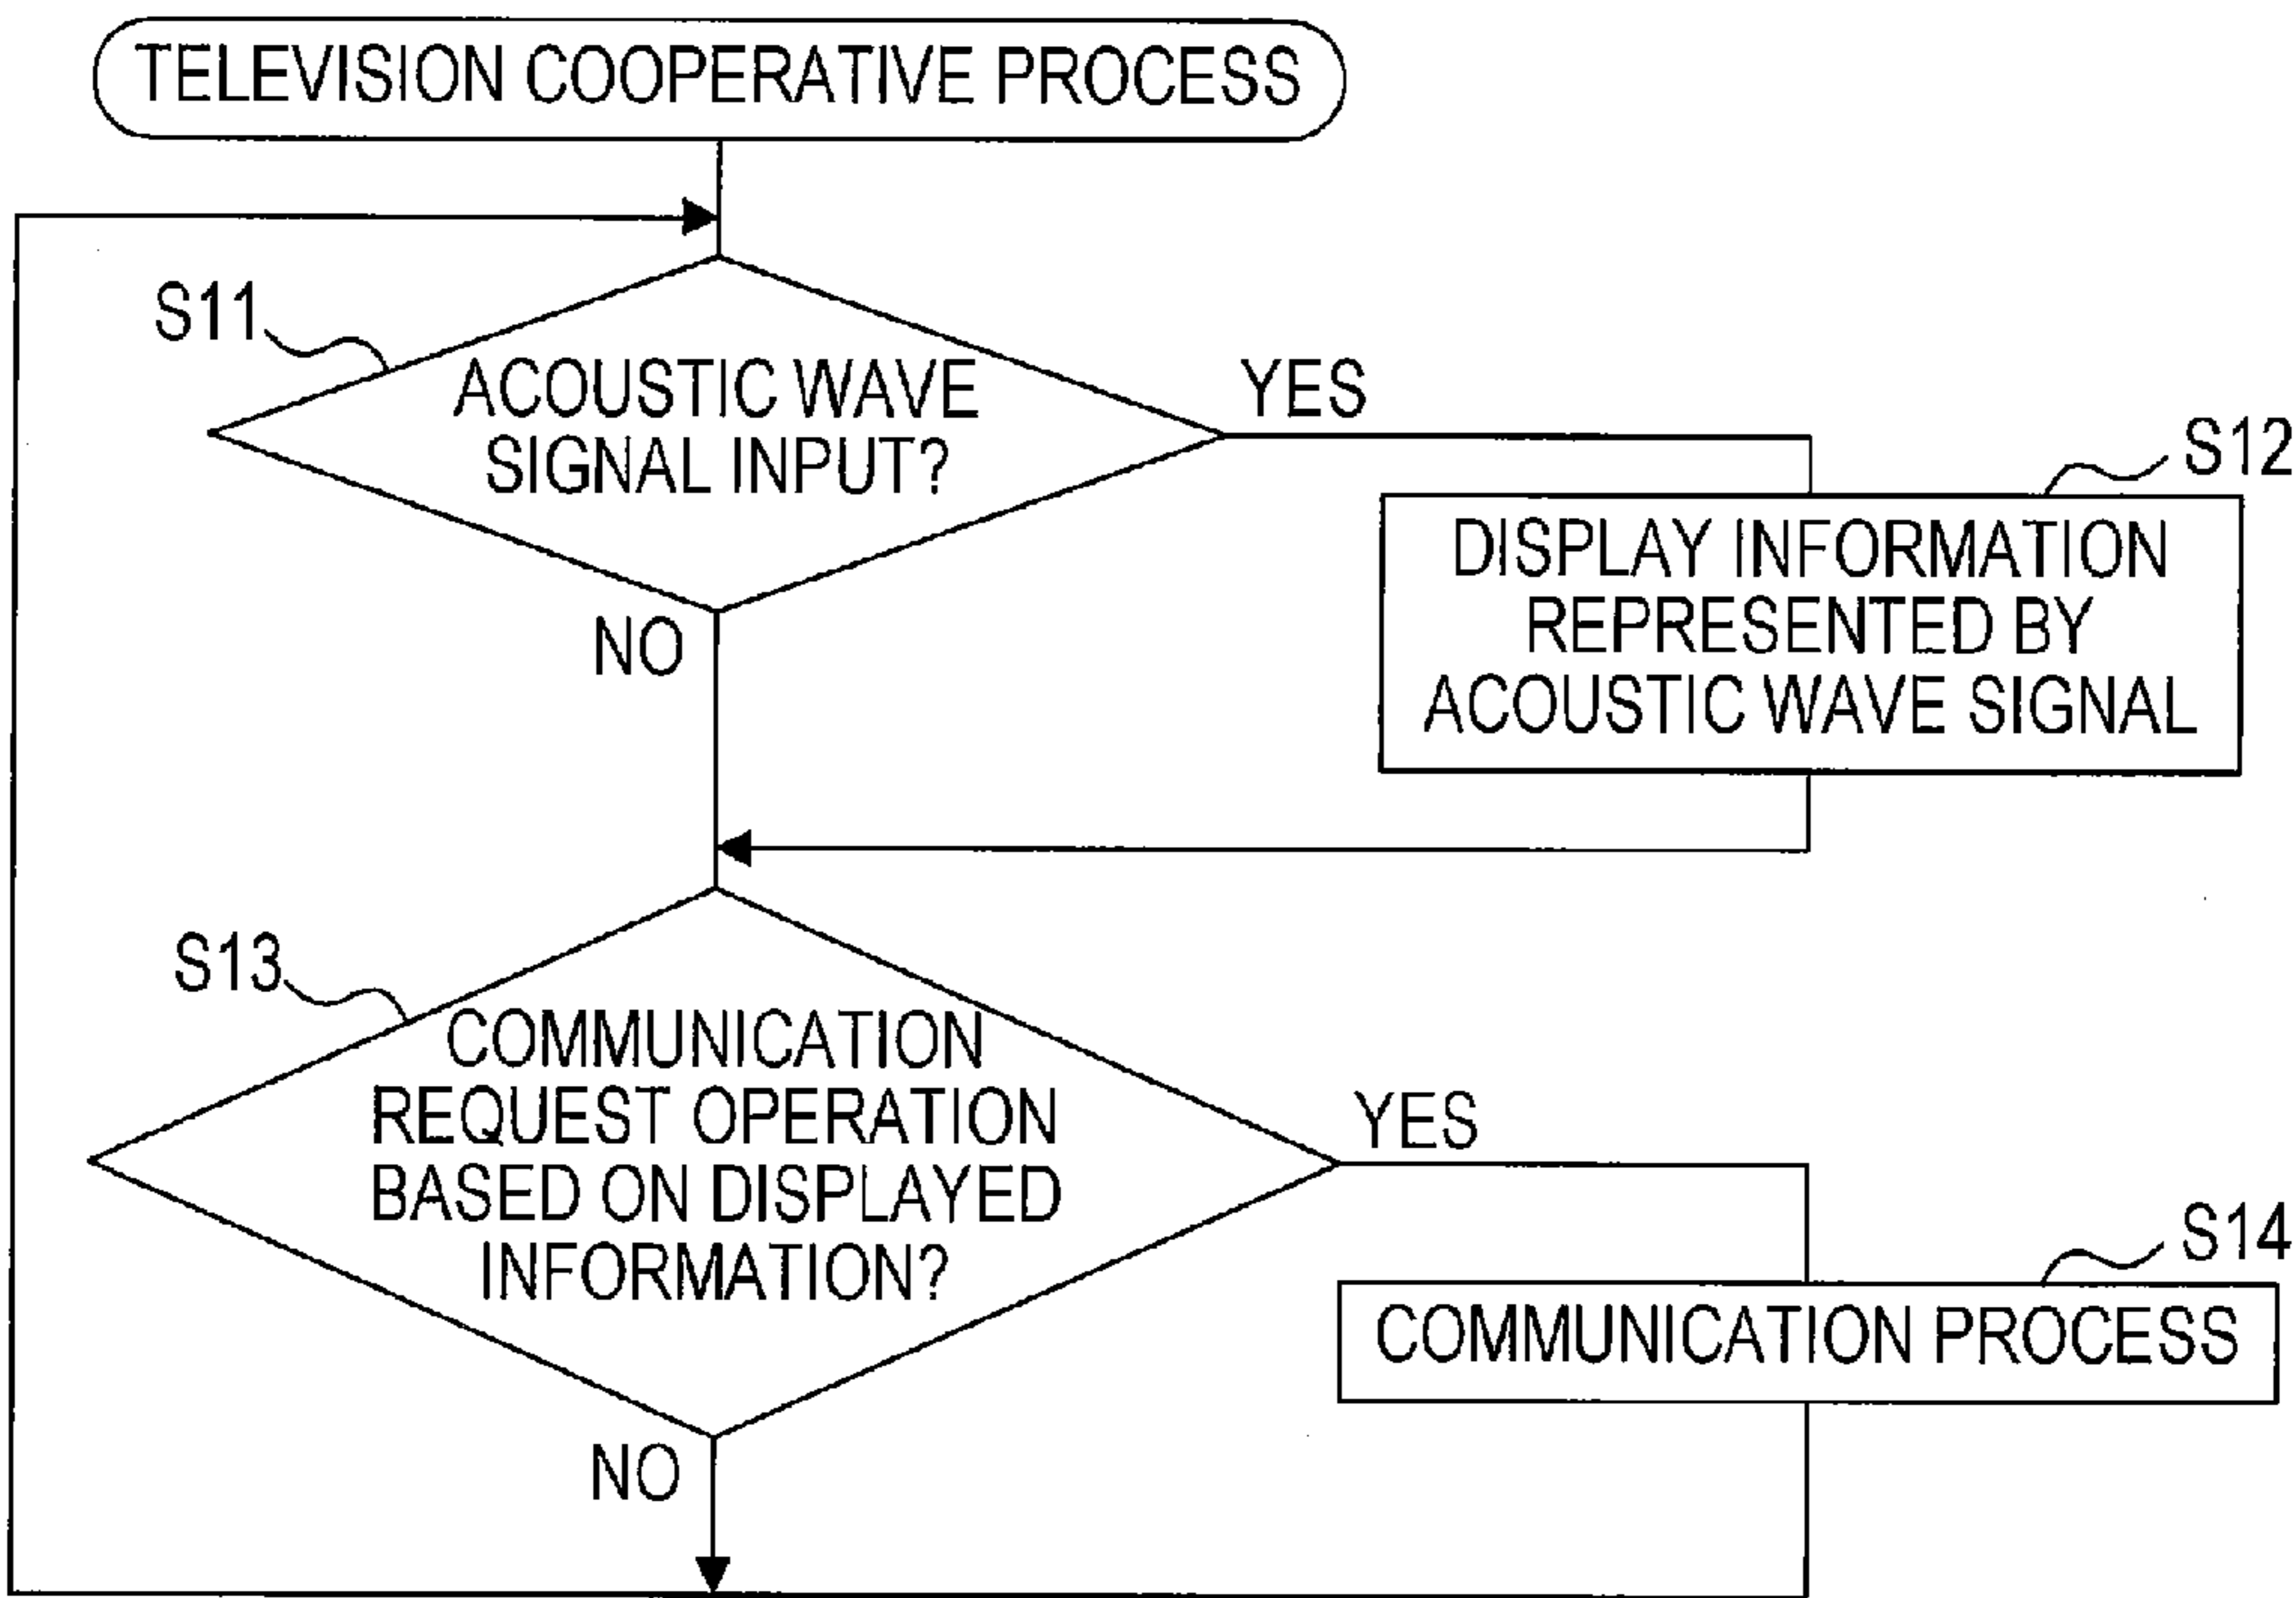 TELEVISION COOPERATIVE PROCESS
S11
ACOUSTIC WAVE
SIGNAL INPUT?
YES
NO
S12
DISPLAY INFORMATION
REPRESENTED BY
ACOUSTIC WAVE SIGNAL
S13
COMMUNICATION
REQUEST OPERATION
BASED ON DISPLAYED
INFORMATION?
YES
NO
S14
COMMUNICATION PROCESS